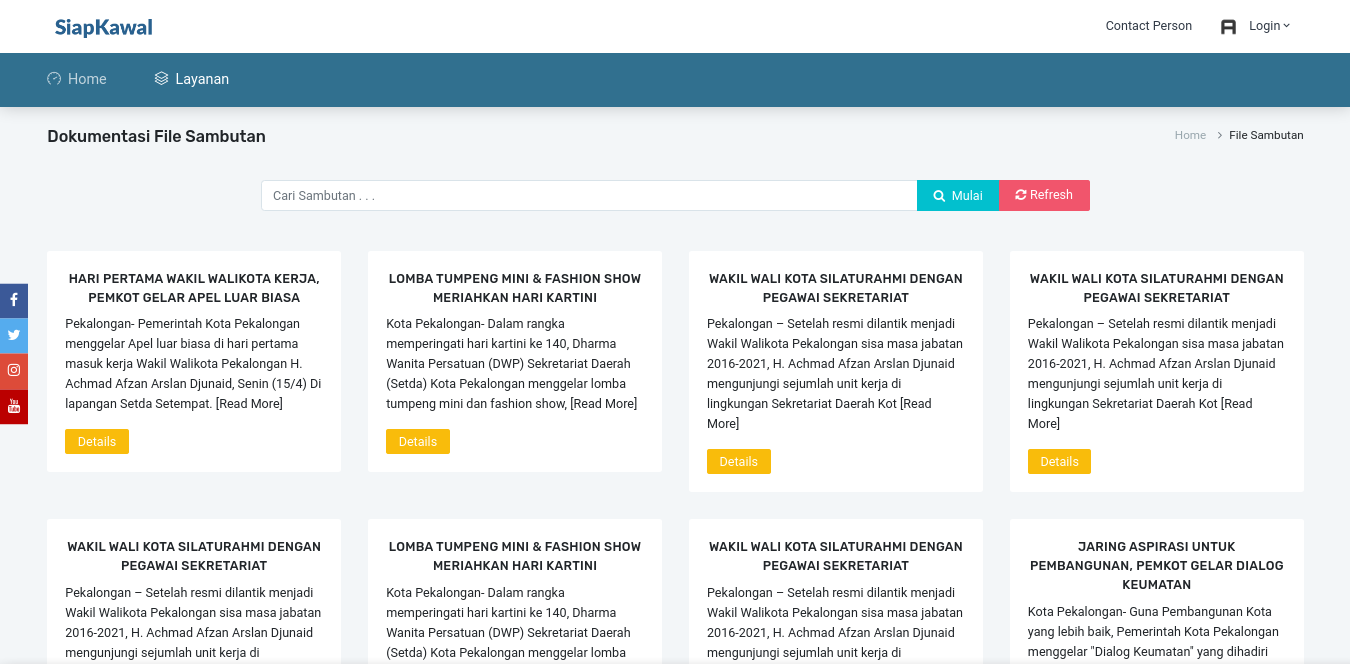 SiapKawal
Contact Person
Login
Home
Layanan
Dokumentasi File Sambutan
Home > File Sambutan
Cari Sambutan . . .
Mulai
Refresh
HARI PERTAMA WAKIL WALIKOTA KERJA,
PEMKOT GELAR APEL LUAR BIASA
Pekalongan- Pemerintah Kota Pekalongan
menggelar Apel luar biasa di hari pertama
masuk kerja Wakil Walikota Pekalongan H.
Achmad Afzan Arslan Djunaid, Senin (15/4) Di
lapangan Setda Setempat. [Read More]
Details
LOMBA TUMPENG MINI & FASHION SHOW
MERIAHKAN HARI KARTINI
Kota Pekalongan- Dalam rangka
memperingati hari kartini ke 140, Dharma
Wanita Persatuan (DWP) Sekretariat Daerah
(Setda) Kota Pekalongan menggelar lomba
tumpeng mini dan fashion show, [Read More]
Details
WAKIL WALI KOTA SILATURAHMI DENGAN
PEGAWAI SEKRETARIAT
Pekalongan – Setelah resmi dilantik menjadi
Wakil Walikota Pekalongan sisa masa jabatan
2016-2021, H. Achmad Afzan Arslan Djunaid
mengunjungi sejumlah unit kerja di
lingkungan Sekretariat Daerah Kot [Read
More]
Details
WAKIL WALI KOTA SILATURAHMI DENGAN
PEGAWAI SEKRETARIAT
Pekalongan – Setelah resmi dilantik menjadi
Wakil Walikota Pekalongan sisa masa jabatan
2016-2021, H. Achmad Afzan Arslan Djunaid
mengunjungi sejumlah unit kerja di
lingkungan Sekretariat Daerah Kot [Read
More]
Details
WAKIL WALI KOTA SILATURAHMI DENGAN
PEGAWAI SEKRETARIAT
Pekalongan – Setelah resmi dilantik menjadi
Wakil Walikota Pekalongan sisa masa jabatan
2016-2021, H. Achmad Afzan Arslan Djunaid
mengunjungi sejumlah unit kerja di
LOMBA TUMPENG MINI & FASHION SHOW
MERIAHKAN HARI KARTINI
Kota Pekalongan- Dalam rangka
memperingati hari kartini ke 140, Dharma
Wanita Persatuan (DWP) Sekretariat Daerah
(Setda) Kota Pekalongan menggelar lomba
WAKIL WALI KOTA SILATURAHMI DENGAN
PEGAWAI SEKRETARIAT
Pekalongan – Setelah resmi dilantik menjadi
Wakil Walikota Pekalongan sisa masa jabatan
2016-2021, H. Achmad Afzan Arslan Djunaid
mengunjungi sejumlah unit kerja di
JARING ASPIRASI UNTUK
PEMBANGUNAN, PEMKOT GELAR DIALOG
KEUMATAN
Kota Pekalongan- Guna Pembangunan Kota
yang lebih baik, Pemerintah Kota Pekalongan
menggelar "Dialog Keumatan" yang dihadiri